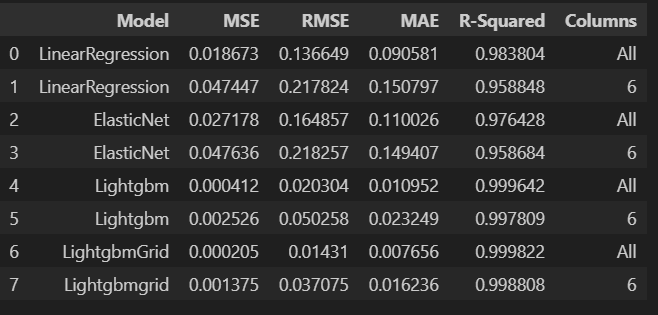 Model MSE RMSE MAE R-Squared Columns
0 LinearRegression 0.018673 0.136649 0.090581 0.983804 All
1 LinearRegression 0.047447 0.217824 0.150797 0.958848 6
2 ElasticNet 0.027178 0.164857 0.110026 0.976428 All
3 ElasticNet 0.047636 0.218257 0.149407 0.958684 6
4 Lightgbm 0.000412 0.020304 0.010952 0.999642 All
5 Lightgbm 0.002526 0.050258 0.023249 0.997809 6
6 LightgbmGrid 0.000205 0.01431 0.007656 0.999822 All
7 Lightgbmgrid 0.001375 0.037075 0.016236 0.998808 6